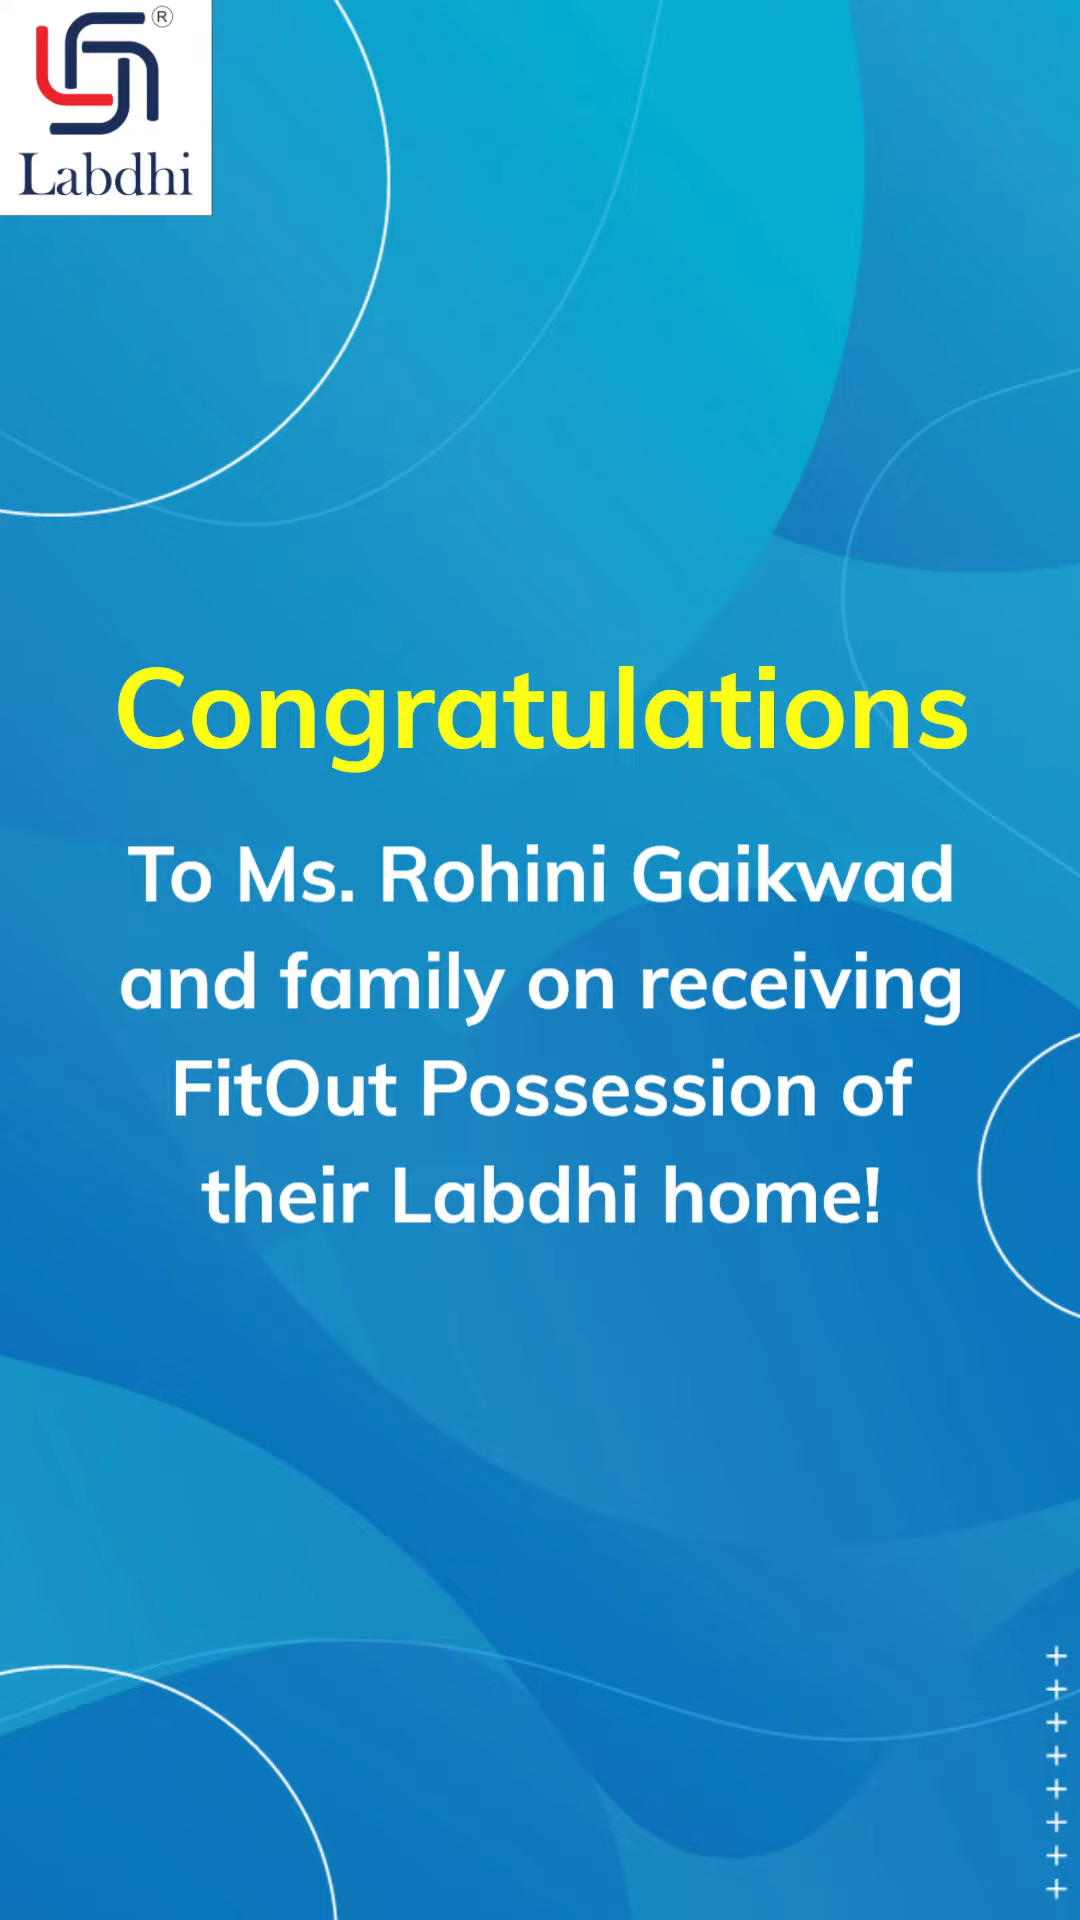 ®
Labdhi
Congratulations
To Ms. Rohini Gaikwad
and family on receiving
FitOut Possession of
their Labdhi home!